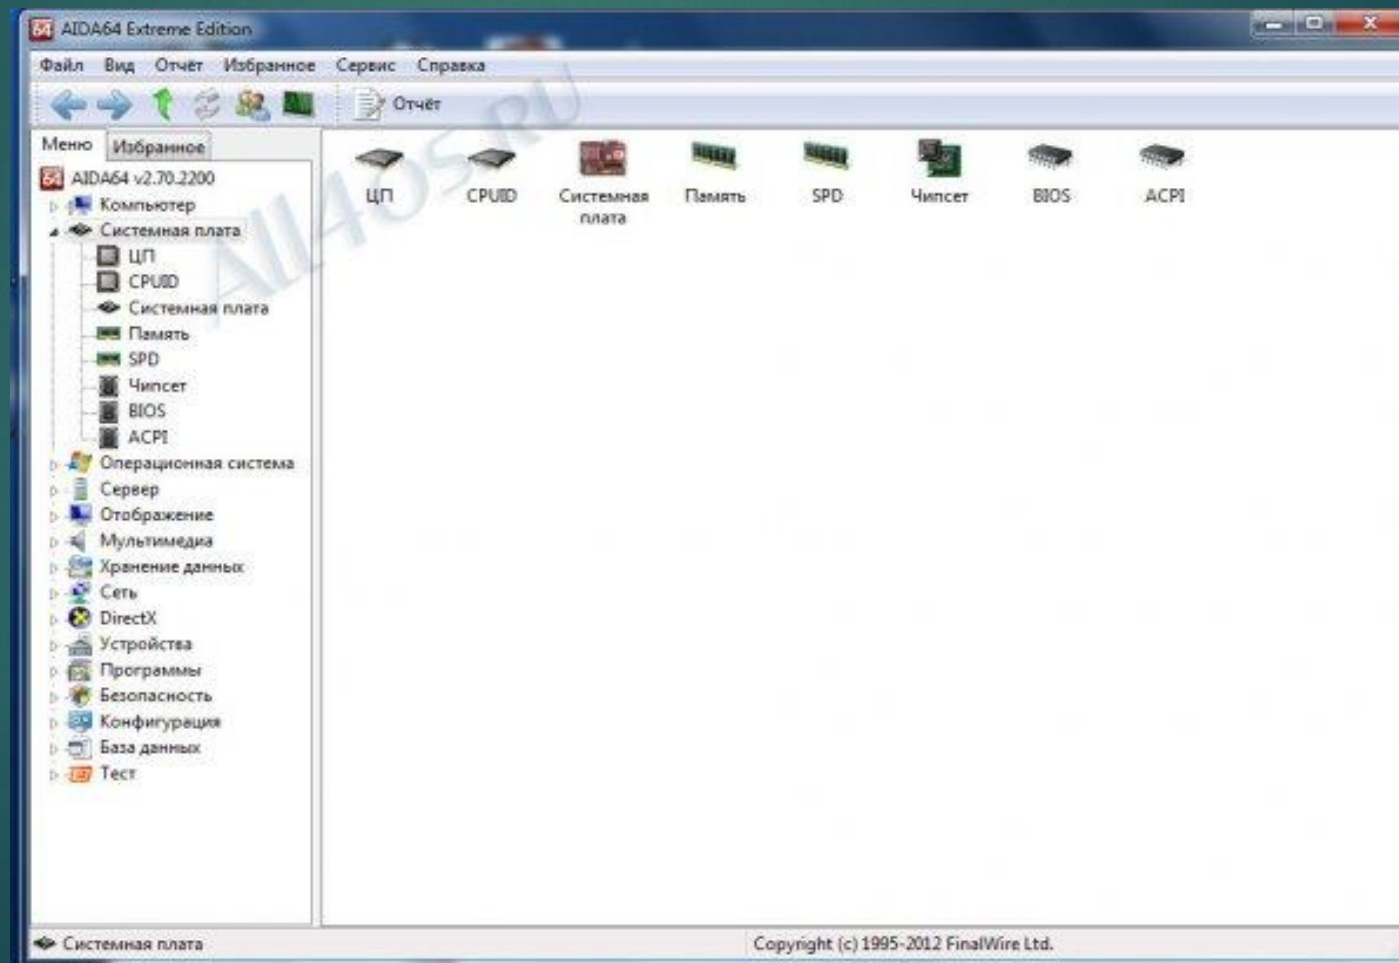 AIDA64 Extreme Edition
Файл Вид Отчёт Избранное Сервис Справка
Отчёт
Меню Избранное
AIDA64 v2.70.2200
Компьютер
Системная плата
ЦП
CPUID
Системная плата
Память
SPD
Чипсет
BIOS
ACPI
Операционная система
Сервер
Отображение
Мультимедиа
Хранение данных
Сеть
DirectX
Устройства
Программы
Безопасность
Конфигурация
База данных
Тест
ЦП CPUID Системная плата Память SPD Чипсет BIOS ACPI
All4OS.RU
Системная плата Copyright (c) 1995-2012 FinalWire Ltd.